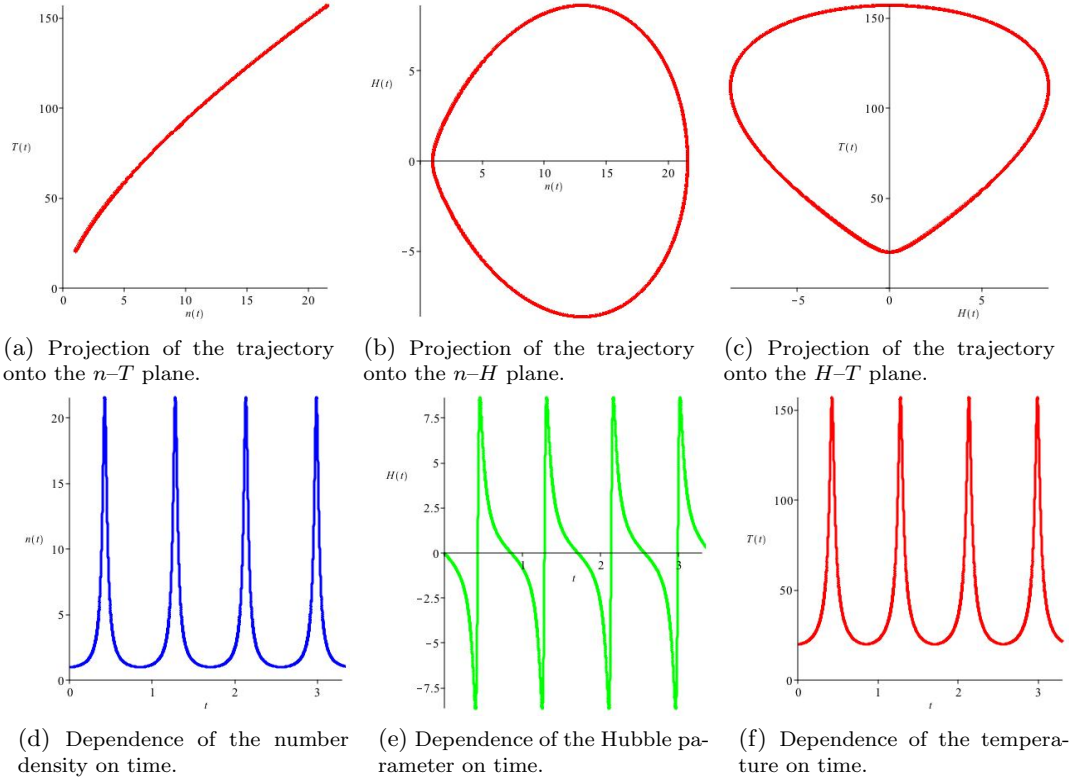 150
100
T(t)
50
0
0
5
10
15
20
n(t)
5
H(t)
0
5
10
15
20
n(t)
−5
150
100
T(t)
50
−5
0
5
H(t)
(a) Projection of the trajectory
onto the n–T plane.
(b) Projection of the trajectory
onto the n–H plane.
(c) Projection of the trajectory
onto the H–T plane.
20
15
n(t)
10
5
0
0
1
2
3
t
7.5
5
H(t)
2.5
0
1
2
3
t
−2.5
−5
−7.5
150
100
T(t)
50
0
0
1
2
3
t
(d) Dependence of the number
density on time.
(e) Dependence of the Hubble pa-
rameter on time.
(f) Dependence of the tempera-
ture on time.